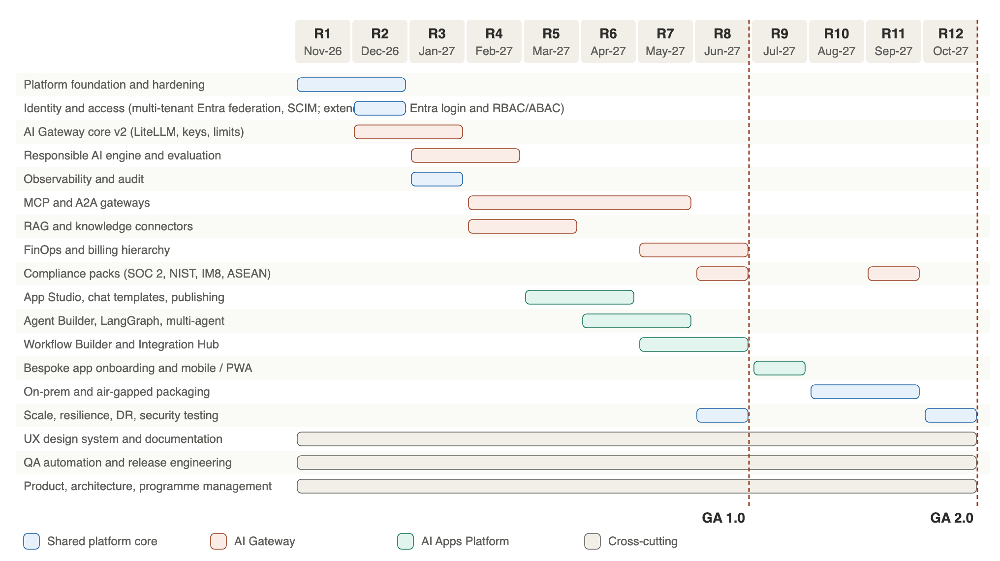 R1 R2 R3 R4 R5 R6 R7 R8 R9 R10 R11 R12
Nov-26 Dec-26 Jan-27 Feb-27 Mar-27 Apr-27 May-27 Jun-27 Jul-27 Aug-27 Sep-27 Oct-27
Platform foundation and hardening
Identity and access (multi-tenant Entra federation, SCIM; Entra login and RBAC/ABAC)
AI Gateway core v2 (LiteLLM, keys, limits)
Responsible AI engine and evaluation
Observability and audit
MCP and A2A gateways
RAG and knowledge connectors
FinOps and billing hierarchy
Compliance packs (SOC 2, NIST, IM8, ASEAN)
App Studio, chat templates, publishing
Agent Builder, LangGraph, multi-agent
Workflow Builder and Integration Hub
Bespoke app onboarding and mobile / PWA
On-prem and air-gapped packaging
Scale, resilience, DR, security testing
UX design system and documentation
QA automation and release engineering
Product, architecture, programme management
GA 1.0 GA 2.0
Shared platform core AI Gateway AI Apps Platform Cross-cutting